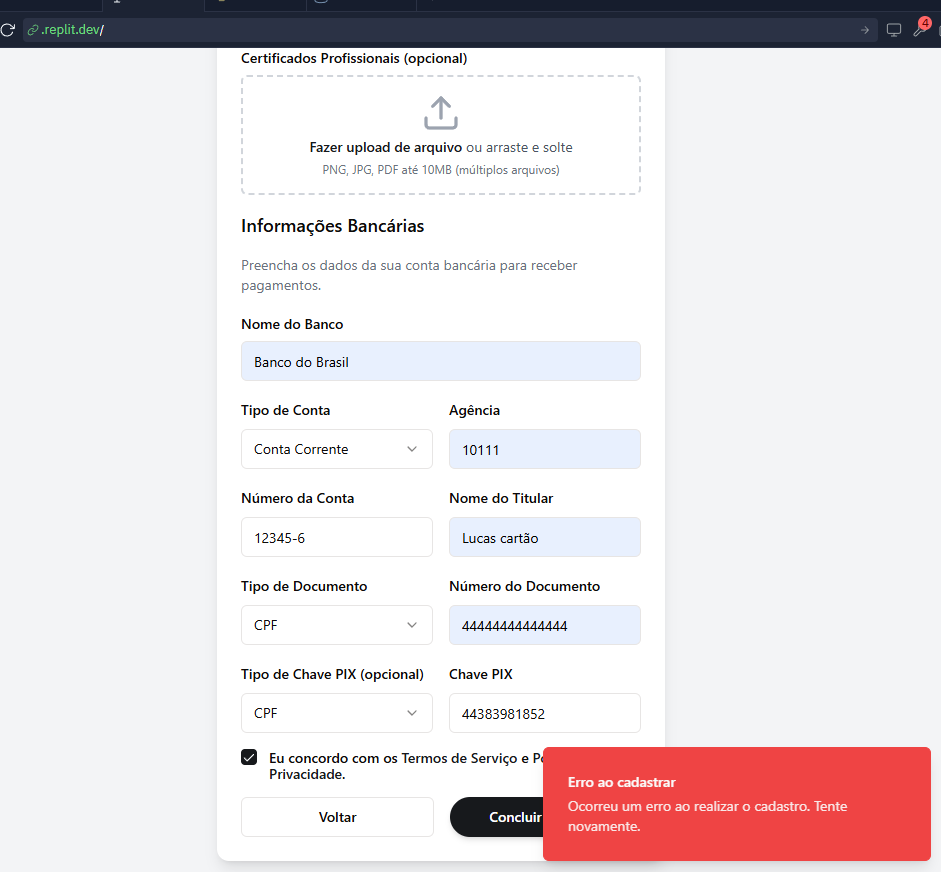 .replit.dev/
4
Certificados Profissionais (opcional)
Fazer upload de arquivo ou arraste e solte
PNG, JPG, PDF até 10MB (múltiplos arquivos)
Informações Bancárias
Preencha os dados da sua conta bancária para receber
pagamentos.
Nome do Banco
Banco do Brasil
Tipo de Conta
Agência
Conta Corrente
10111
Número da Conta
Nome do Titular
12345-6
Lucas cartão
Tipo de Documento
Número do Documento
CPF
44444444444444
Tipo de Chave PIX (opcional)
Chave PIX
CPF
44383981852
Eu concordo com os Termos de Serviço e
Privacidade.
Voltar
Concluir
Erro ao cadastrar
Ocorreu um erro ao realizar o cadastro. Tente
novamente.